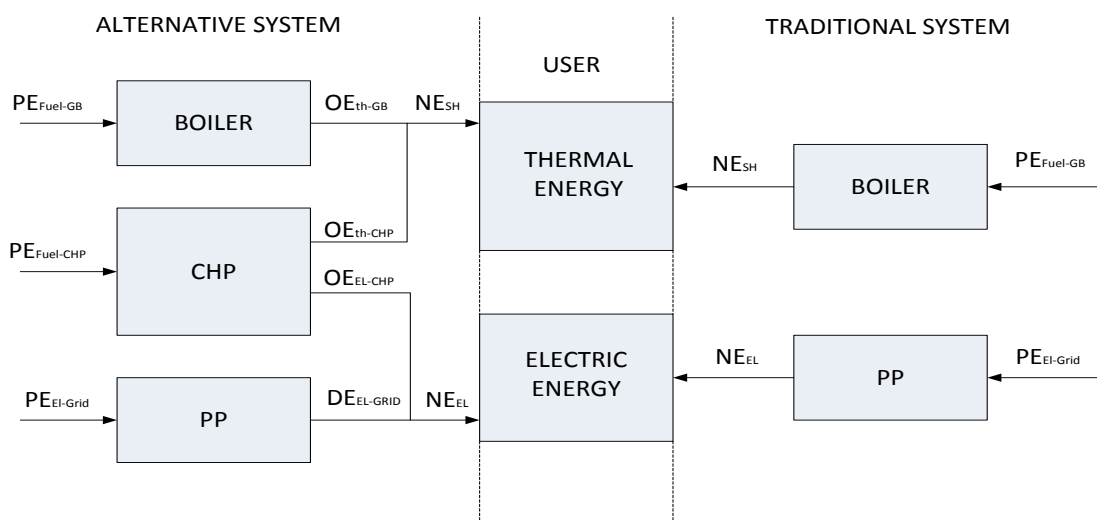 ALTERNATIVE SYSTEM
USER
TRADITIONAL SYSTEM
PEFuel-GB
BOILER
OEth-GB
NESH
THERMAL
ENERGY
NESH
BOILER
PEFuel-GB
PEFuel-CHP
CHP
OEth-CHP
OEEL-CHP
PEEl-Grid
PP
DEEL-GRID
NEEL
ELECTRIC
ENERGY
NEEL
PP
PEEl-Grid